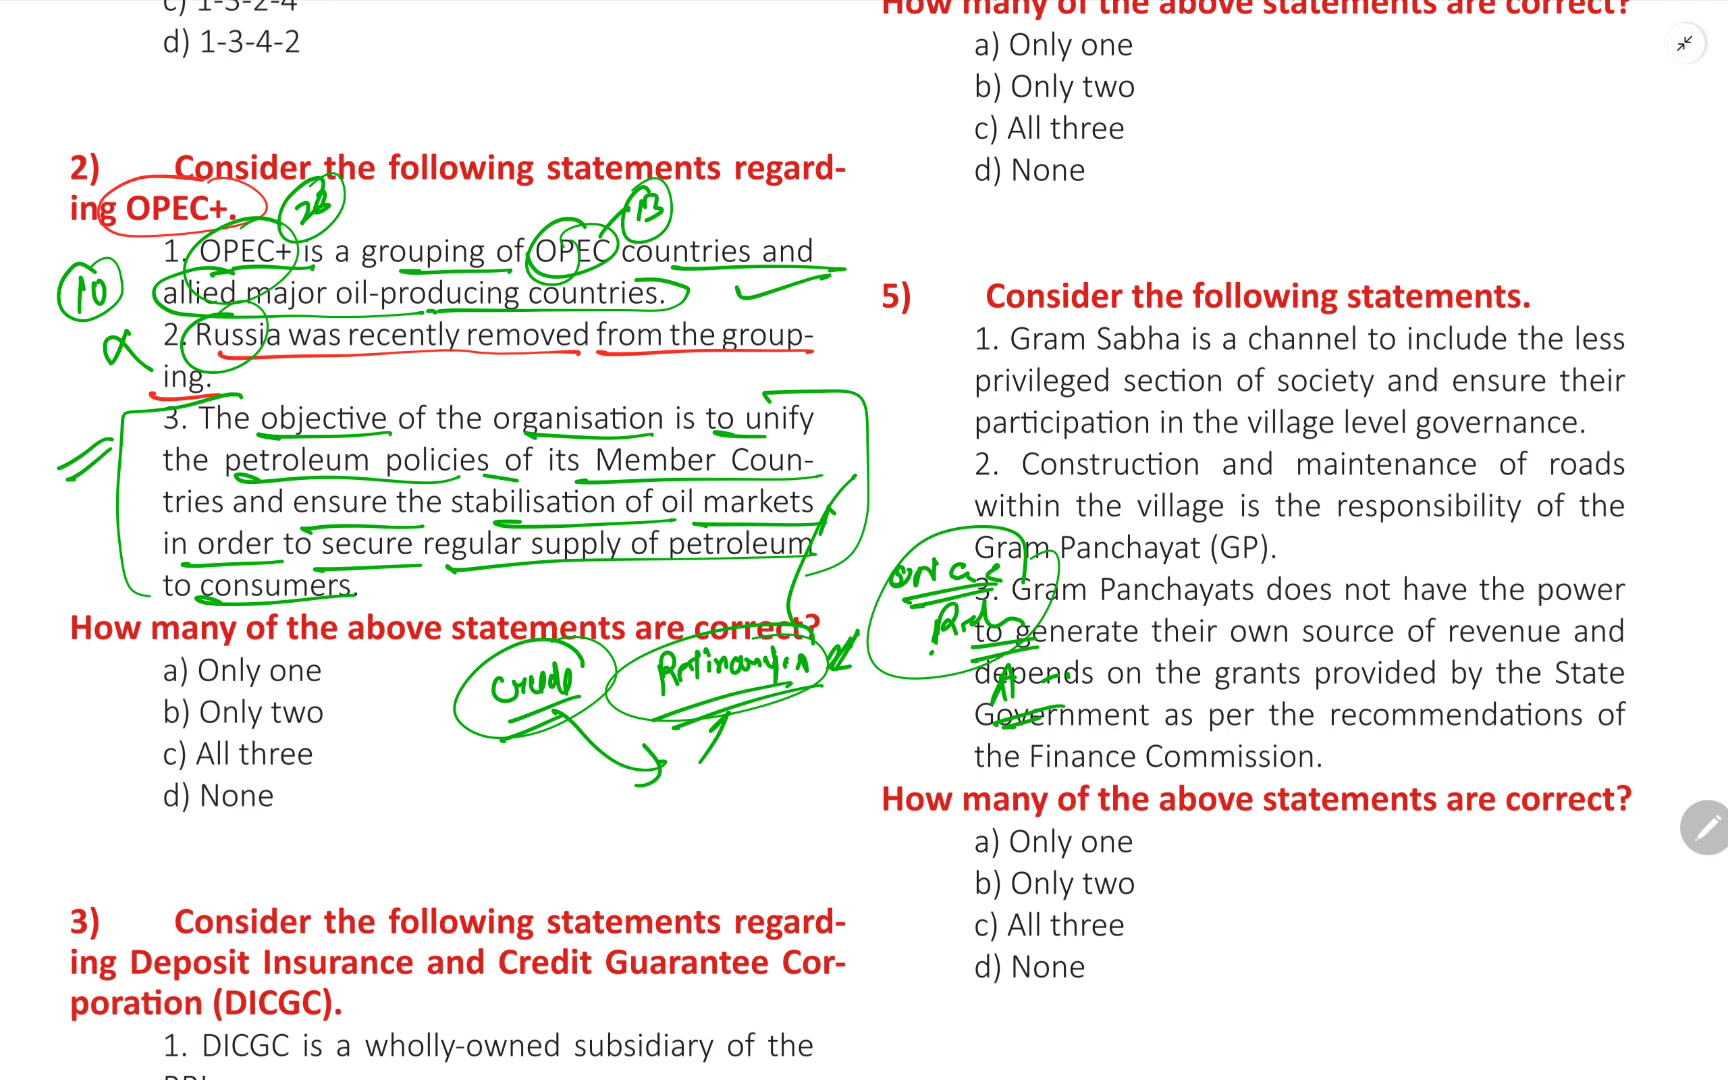 c) 1-3-2-4
d) 1-3-4-2
2) Consider the following statements regard-
ing OPEC+.
23
13
1. OPEC+ is a grouping of OPEC countries and
10
allied major oil-producing countries.
2. Russia was recently removed from the group-
ing.
3. The objective of the organisation is to unify
the petroleum policies of its Member Coun-
tries and ensure the stabilisation of oil markets
in order to secure regular supply of petroleum
to consumers.
How many of the above statements are correct?
a) Only one
b) Only two
c) All three
d) None
crude
3) Consider the following statements regard-
ing Deposit Insurance and Credit Guarantee Cor-
poration (DICGC).
1. DICGC is a wholly-owned subsidiary of the
How many of the above statements are correct?
a) Only one
b) Only two
c) All three
d) None
5) Consider the following statements.
1. Gram Sabha is a channel to include the less
privileged section of society and ensure their
participation in the village level governance.
2. Construction and maintenance of roads
within the village is the responsibility of the
Gram Panchayat (GP).
3. Gram Panchayats does not have the power
to generate their own source of revenue and
depends on the grants provided by the State
Government as per the recommendations of
the Finance Commission.
How many of the above statements are correct?
a) Only one
b) Only two
c) All three
d) None